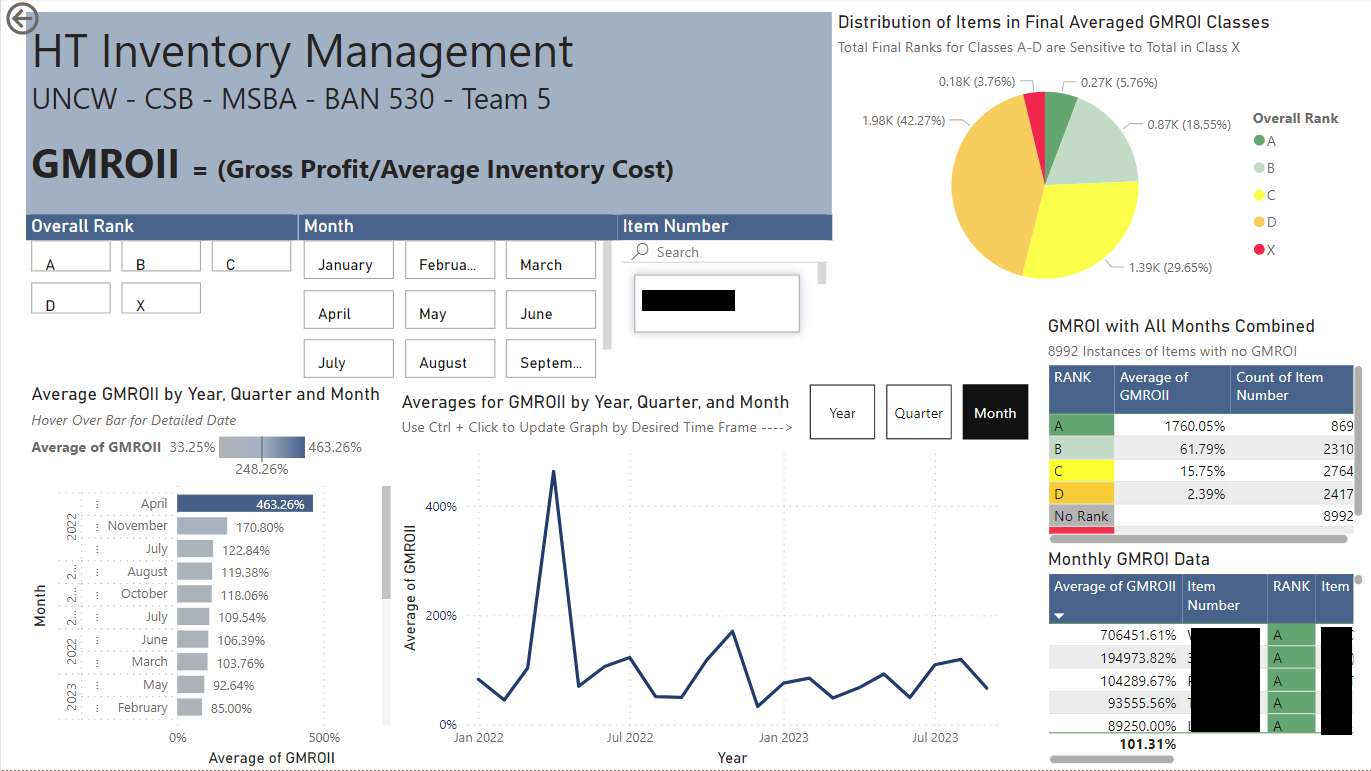 HT Inventory Management
UNCW - CSB - MSBA - BAN 530 - Team 5
GMROII = (Gross Profit/Average Inventory Cost)
Overall Rank
A
B
C
D
X
Month
January
Februa...
March
April
May
June
July
August
Septem...
Item Number
Search
Distribution of Items in Final Averaged GMROI Classes
Total Final Ranks for Classes A-D are Sensitive to Total in Class X
0.18K (3.76%)
0.27K (5.76%)
1.98K (42.27%)
0.87K (18.55%)
1.39K (29.65%)
Overall Rank
A
B
C
D
X
Average GMROII by Year, Quarter and Month
Hover Over Bar for Detailed Date
Average of GMROII 33.25% 463.26%
248.26%
Month
2022
2...
2...
2...
2022
2023
April 463.26%
November 170.80%
July 122.84%
August 119.38%
October 118.06%
July 109.54%
June 106.39%
March 103.76%
May 92.64%
February 85.00%
0% 500%
Average of GMROII
Averages for GMROII by Year, Quarter, and Month
Use Ctrl + Click to Update Graph by Desired Time Frame ---->
Year
Quarter
Month
Average of GMROII
400%
200%
0%
Jan 2022 Jul 2022 Jan 2023 Jul 2023
Year
GMROI with All Months Combined
8992 Instances of Items with no GMROI
RANK Average of GMROII Count of Item Number
A 1760.05% 869
B 61.79% 2310
C 15.75% 2764
D 2.39% 2417
No Rank 8992
Monthly GMROI Data
Average of GMROII Item Number RANK Item
706451.61% A
194973.82% A
104289.67% A
93555.56% A
89250.00% A
101.31%